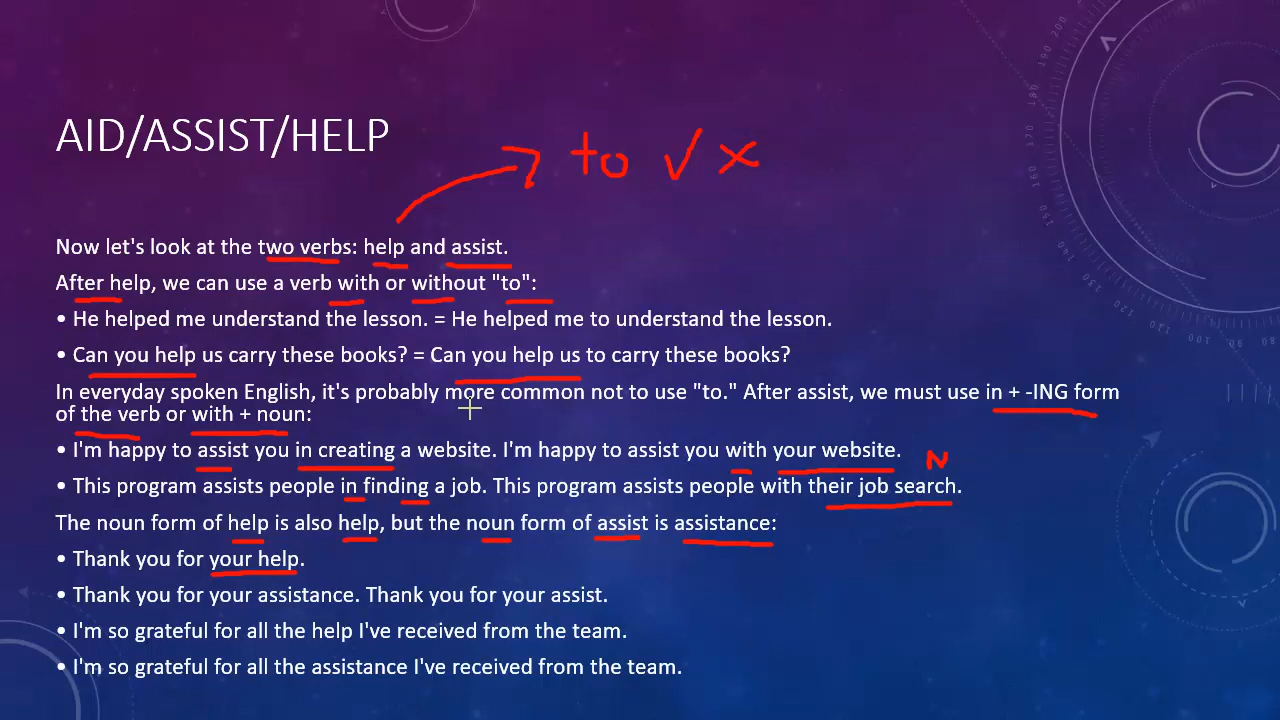 AID/ASSIST/HELP
to √ ×
Now let's look at the two verbs: help and assist.
After help, we can use a verb with or without "to":
• He helped me understand the lesson. = He helped me to understand the lesson.
• Can you help us carry these books? = Can you help us to carry these books?
In everyday spoken English, it's probably more common not to use "to." After assist, we must use in + -ING form
of the verb or with + noun:
• I'm happy to assist you in creating a website. I'm happy to assist you with your website.
N
• This program assists people in finding a job. This program assists people with their job search.
The noun form of help is also help, but the noun form of assist is assistance:
• Thank you for your help.
• Thank you for your assistance. Thank you for your assist.
• I'm so grateful for all the help I've received from the team.
• I'm so grateful for all the assistance I've received from the team.